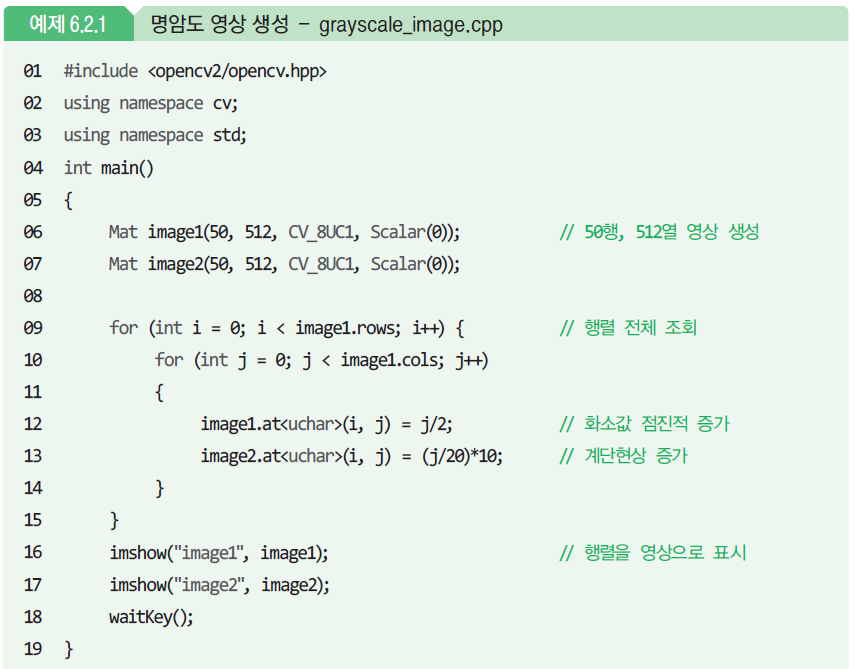 예제 6.2.1 명암도 영상 생성 - grayscale_image.cpp
01 #include <opencv2/opencv.hpp>
02 using namespace cv;
03 using namespace std;
04 int main()
05 {
06 Mat image1(50, 512, CV_8UC1, Scalar(0)); // 50행, 512열 영상 생성
07 Mat image2(50, 512, CV_8UC1, Scalar(0));
08
09 for (int i = 0; i < image1.rows; i++) { // 행렬 전체 조회
10 for (int j = 0; j < image1.cols; j++)
11 {
12 image1.at<uchar>(i, j) = j/2; // 화소값 점진적 증가
13 image2.at<uchar>(i, j) = (j/20)*10; // 계단현상 증가
14 }
15 }
16 imshow("image1", image1); // 행렬을 영상으로 표시
17 imshow("image2", image2);
18 waitKey();
19 }